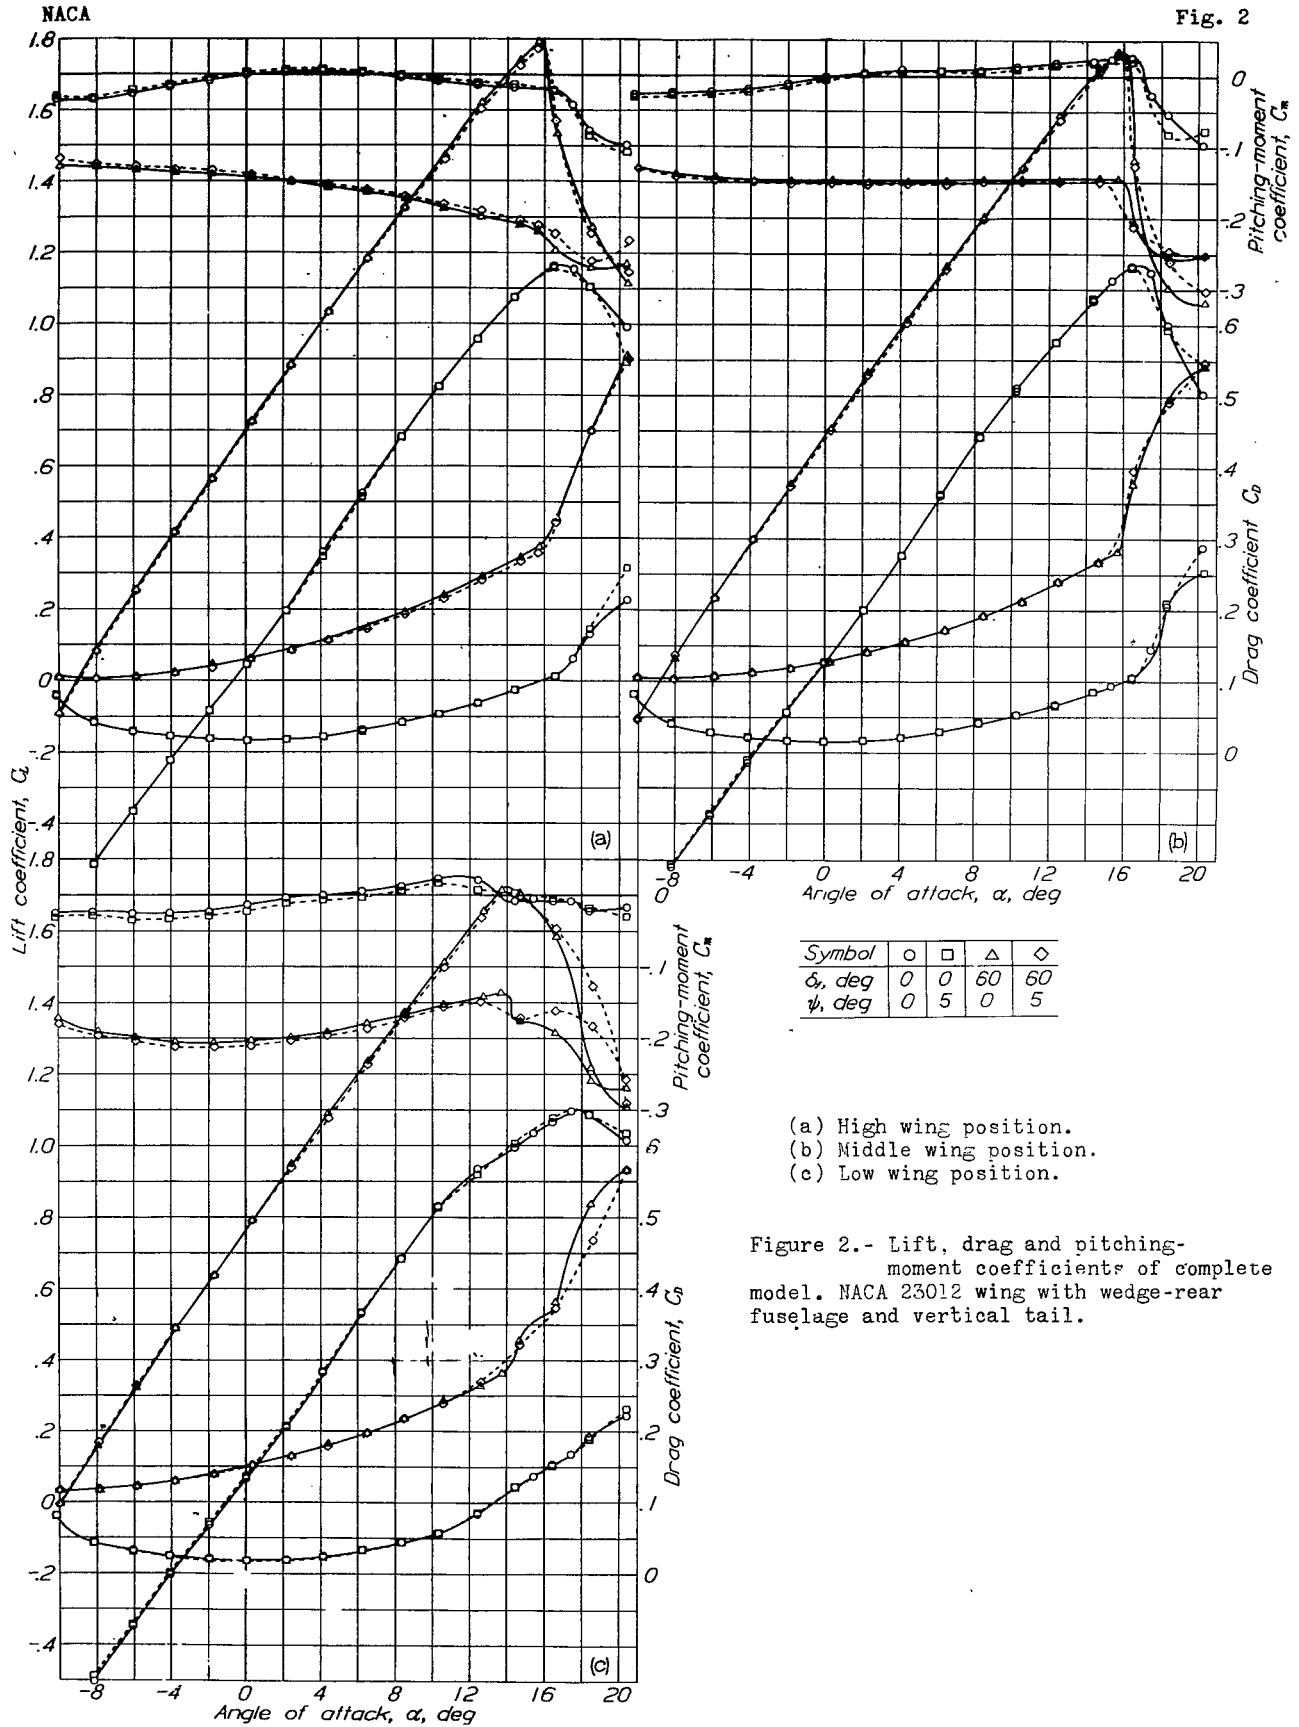 NACA
Fig. 2
1.8
1.6
1.4
1.2
1.0
.8
.6
.4
.2
0
-.2
-.4
Lift coefficient, C_L
(a)
0
-.1
-.2
-.3
Pitching-moment
coefficient, C_m
.6
.5
.4
.3
.2
.1
0
Drag coefficient C_D
(b)
-8 -4 0 4 8 12 16 20
Angle of attack, α, deg
1.8
1.6
1.4
1.2
1.0
.8
.6
.4
.2
0
-.2
-.4
0
-.1
-.2
-.3
Pitching-moment
coefficient, C_m
.6
.5
.4
.3
.2
.1
0
Drag coefficient, C_D
(c)
-8 -4 0 4 8 12 16 20
Angle of attack, α, deg
Symbol ○ □ △ ◇
δ_f, deg 0 0 60 60
ψ, deg 0 5 0 5
(a) High wing position.
(b) Middle wing position.
(c) Low wing position.
Figure 2.- Lift, drag and pitching-
moment coefficients of complete
model. NACA 23012 wing with wedge-rear
fuselage and vertical tail.